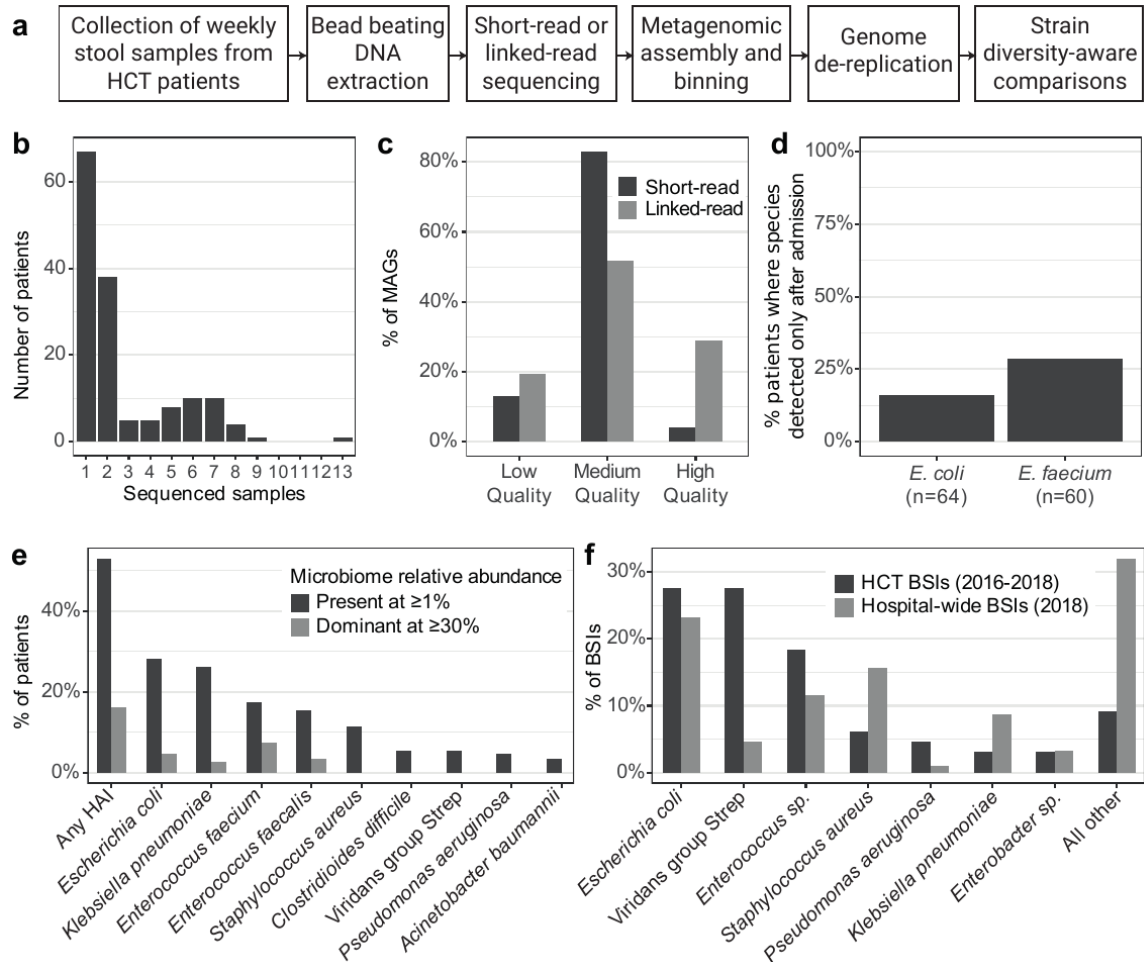 a
Collection of weekly
stool samples from
HCT patients
Bead beating
DNA
extraction
Short-read or
linked-read
sequencing
Metagenomic
assembly and
binning
Genome
de-replication
Strain
diversity-aware
comparisons
b
Number of patients
60
40
20
0
1 2 3 4 5 6 7 8 9 10 11 12 13
Sequenced samples
c
% of MAGs
80%
60%
40%
20%
0%
Short-read
Linked-read
Low
Quality
Medium
Quality
High
Quality
d
% patients where species
detected only after admission
100%
75%
50%
25%
0%
E. coli
(n=64)
E. faecium
(n=60)
e
% of patients
40%
20%
0%
Microbiome relative abundance
Present at ≥1%
Dominant at ≥30%
Any HAI
Escherichia coli
Klebsiella pneumoniae
Enterococcus faecium
Enterococcus faecalis
Staphylococcus aureus
Clostridioides difficile
Viridans group Strep
Pseudomonas aeruginosa
Acinetobacter baumannii
f
% of BSIs
30%
20%
10%
0%
HCT BSIs (2016-2018)
Hospital-wide BSIs (2018)
Escherichia coli
Viridans group Strep
Enterococcus sp.
Staphylococcus aureus
Pseudomonas aeruginosa
Klebsiella pneumoniae
Enterobacter sp.
All other